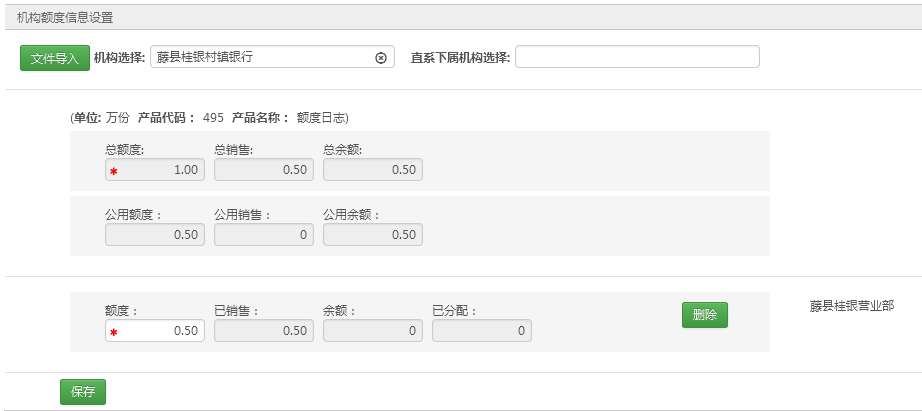 机构额度信息设置
文件导入 机构选择: 藤县桂银村镇银行 直系下属机构选择:
(单位: 万份 产品代码： 495 产品名称： 额度日志)
总额度: 总销售: 总余额:
* 1.00 0.50 0.50
公用额度： 公用销售： 公用余额：
0.50 0 0.50
额度： 已销售： 余额： 已分配： 删除 藤县桂银营业部
* 0.50 0.50 0 0
保存